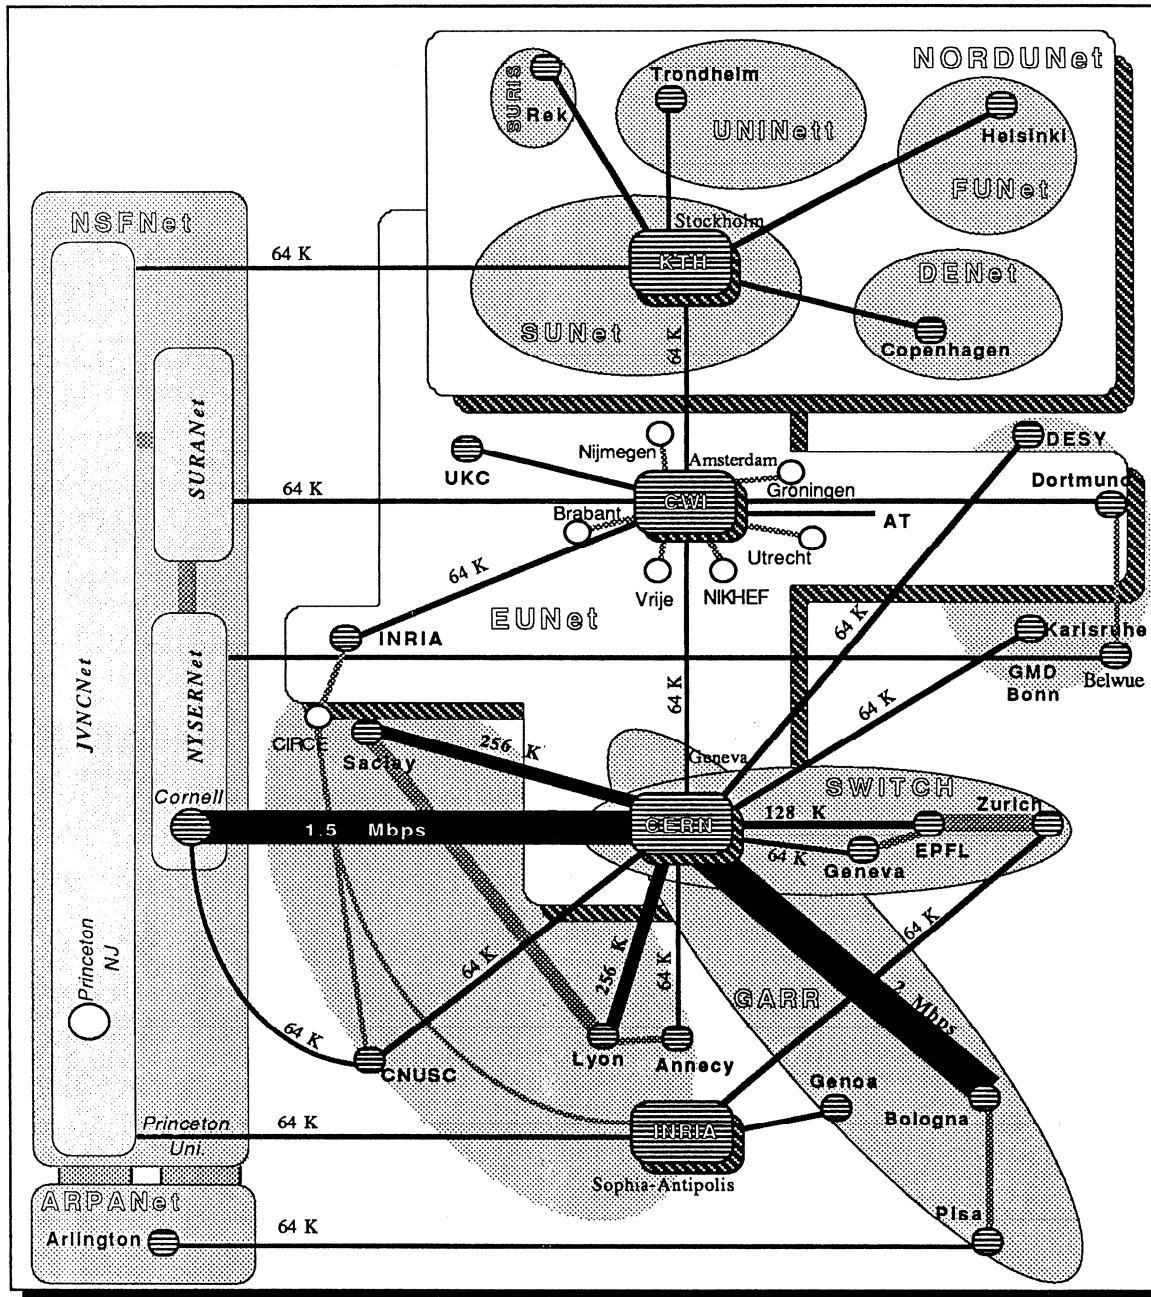 NORDUNet
SURIS
Rek
Trondheim
UNINett
Helsinki
FUNet
NSFNet
Stockholm
KTH
64 K
SUNet
DENet
Copenhagen
64 K
SURANet
UKC
Nijmegen
Amsterdam
Groningen
DESY
Dortmund
64 K
CWI
Brabant
AT
Utrecht
64 K
Vrije
NIKHEF
EUNet
INRIA
64 K
Karlsruhe
GMD
Bonn
Belwue
JVNCNet
NYSERNet
64 K
64 K
CIRCE
Saclay
256 K
Geneva
SWITCH
Zurich
Cornell
1.5 Mbps
CERN
128 K
64 K
EPFL
Geneva
Princeton
NJ
64 K
256 K
64 K
64 K
GARR
2 Mbps
64 K
CNUSC
Lyon
Annecy
Genoa
Bologna
Princeton
Uni.
64 K
INRIA
Sophia-Antipolis
ARPANet
Arlington
64 K
Pisa